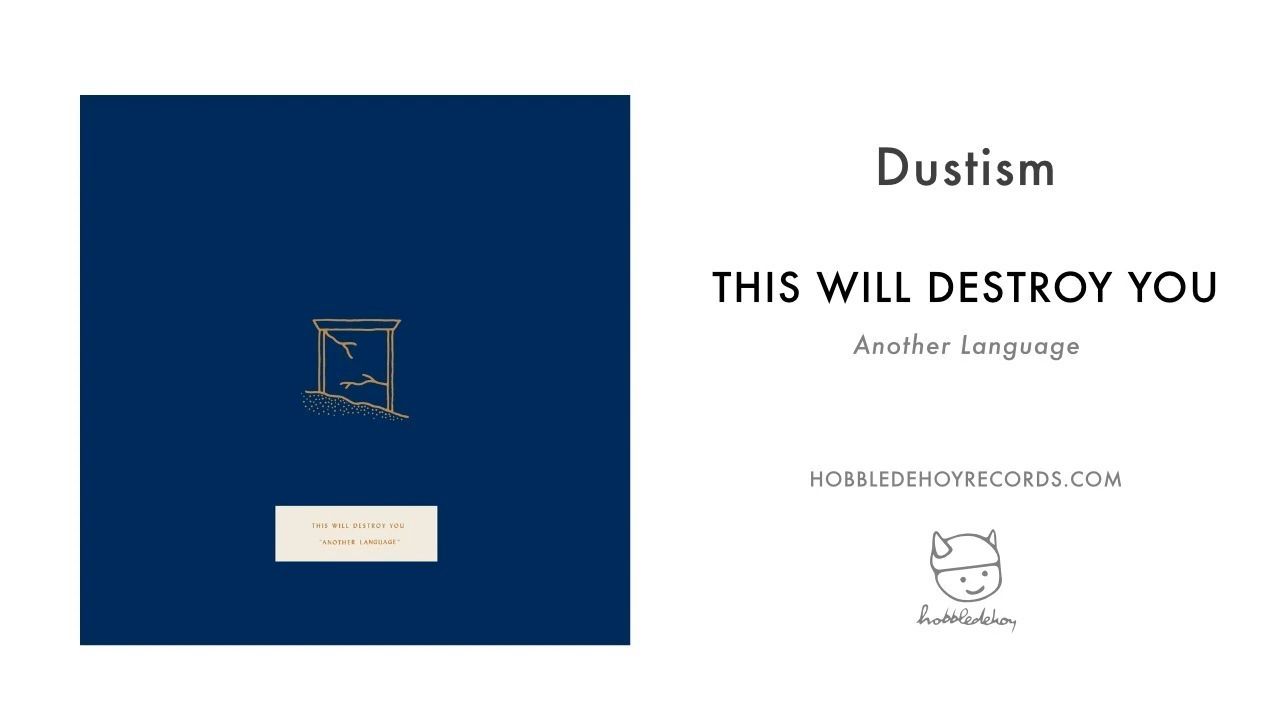 THIS WILL DESTROY YOU
"ANOTHER LANGUAGE"
Dustism
THIS WILL DESTROY YOU
Another Language
HOBBLEDEHOYRECORDS.COM
hobbledehoy